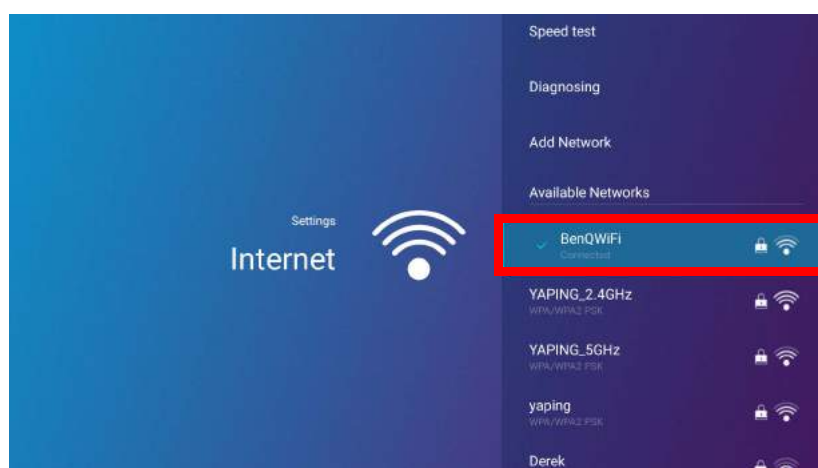 Speed test
Diagnosing
Add Network
Available Networks
Settings
Internet
BenQWiFi
Connected
YAPING_2.4GHz
WPA/WPA2 PSK
YAPING_5GHz
WPA/WPA2 PSK
yaping
WPA/WPA2 PSK
Derek